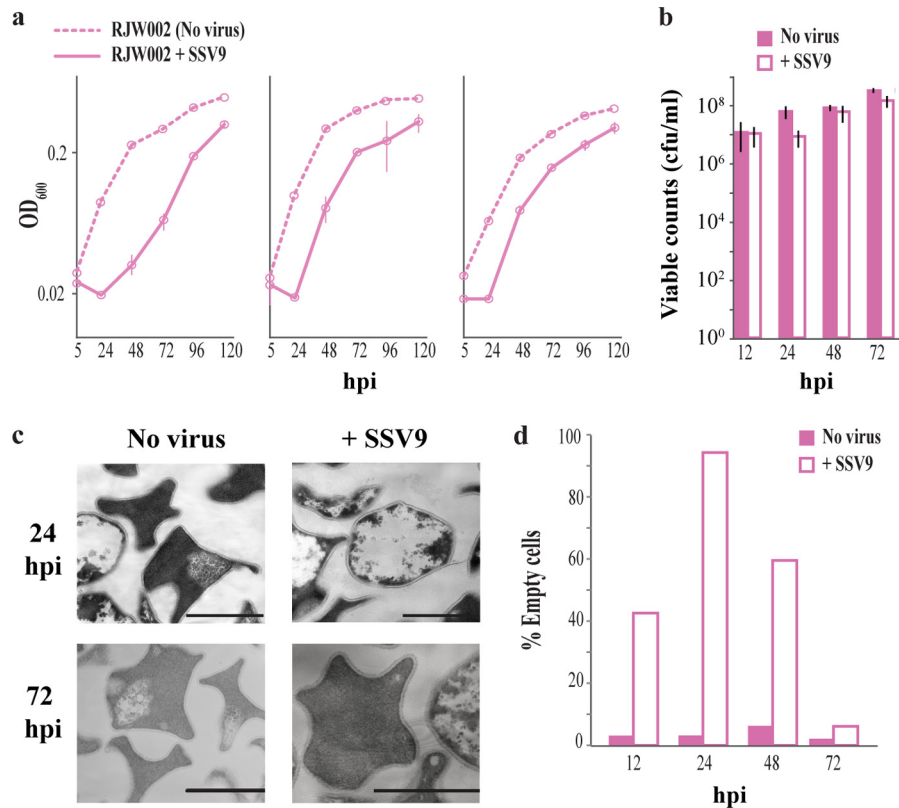 a
RJW002 (No virus)
RJW002 + SSV9
0.2
OD600
0.02
5 24 48 72 96 120
5 24 48 72 96 120
5 24 48 72 96 120
hpi
b
No virus
+ SSV9
Viable counts (cfu/ml)
10^8
10^6
10^4
10^2
10^0
12 24 48 72
hpi
c
No virus
+ SSV9
24
hpi
72
hpi
d
No virus
+ SSV9
% Empty cells
100
80
60
40
20
0
12 24 48 72
hpi